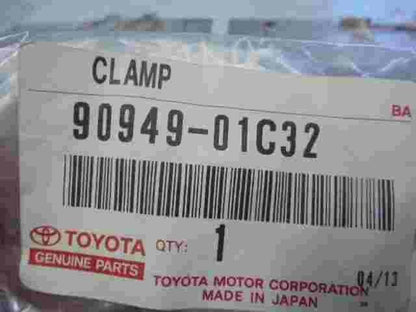 CLAMP
BA
90949-01C32
TOYOTA QTY: 1
GENUINE PARTS
TOYOTA MOTOR CORPORATION 04/13
MADE IN JAPAN